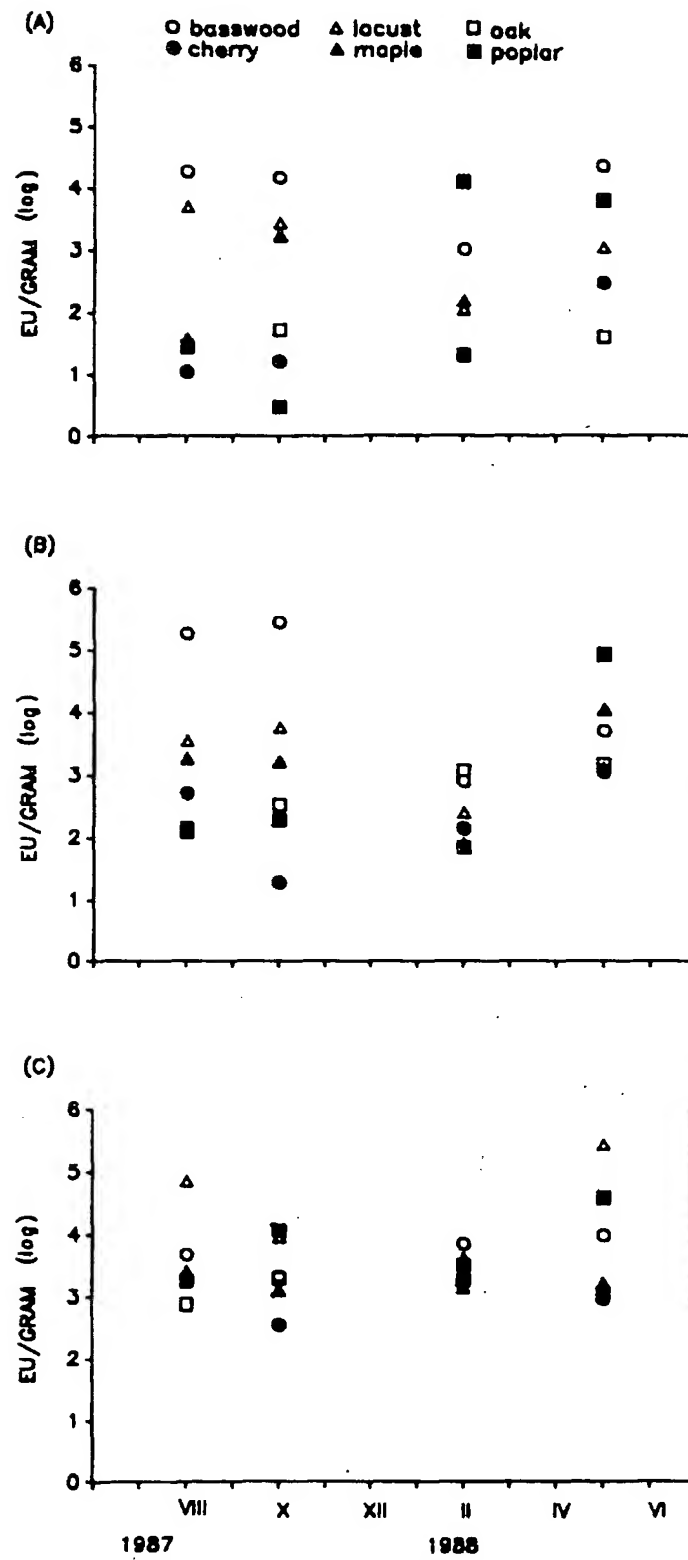 (A)
basswood locust oak
cherry maple poplar
6
5
4
3
2
1
0
EU/GRAM (log)
(B)
6
5
4
3
2
1
0
EU/GRAM (log)
(C)
6
5
4
3
2
1
0
EU/GRAM (log)
VIII X XII II IV VI
1987 1988